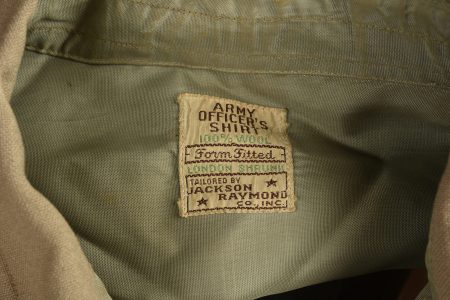 ARMY
OFFICER'S
SHIRT
100% WOOL
Form Fitted
LONDON SHRUNK
TAILORED BY
JACKSON
RAYMOND
CO., INC.